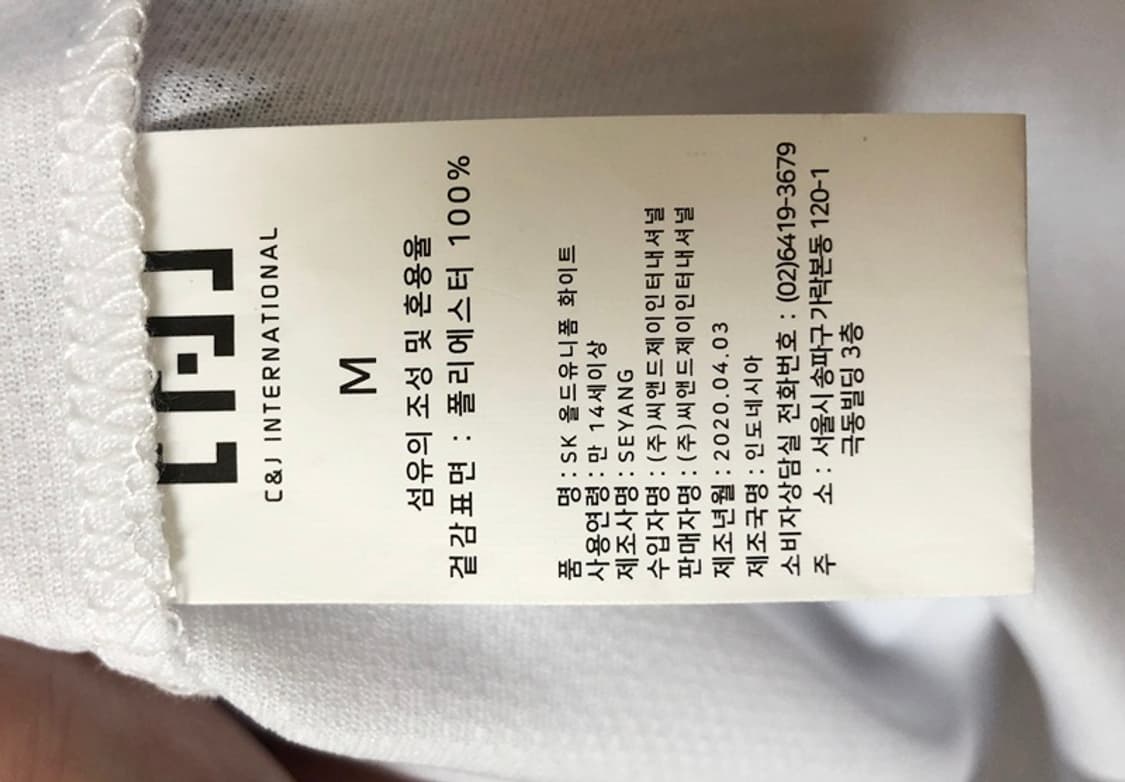 C&J INTERNATIONAL
M
섬유의 조성 및 혼용율
겉감표면 : 폴리에스터 100%
품 명 : SK 올드유니폼 화이트
사용연령 : 만 14세이상
제조사명 : SEYANG
수입자명 : (주)씨앤드제이인터내셔널
판매자명 : (주)씨앤드제이인터내셔널
제조년월 : 2020.04.03
제조국명 : 인도네시아
소비자상담실 전화번호 : (02)6419-3679
주 소 : 서울시 송파구 가락본동 120-1
극동빌딩 3층